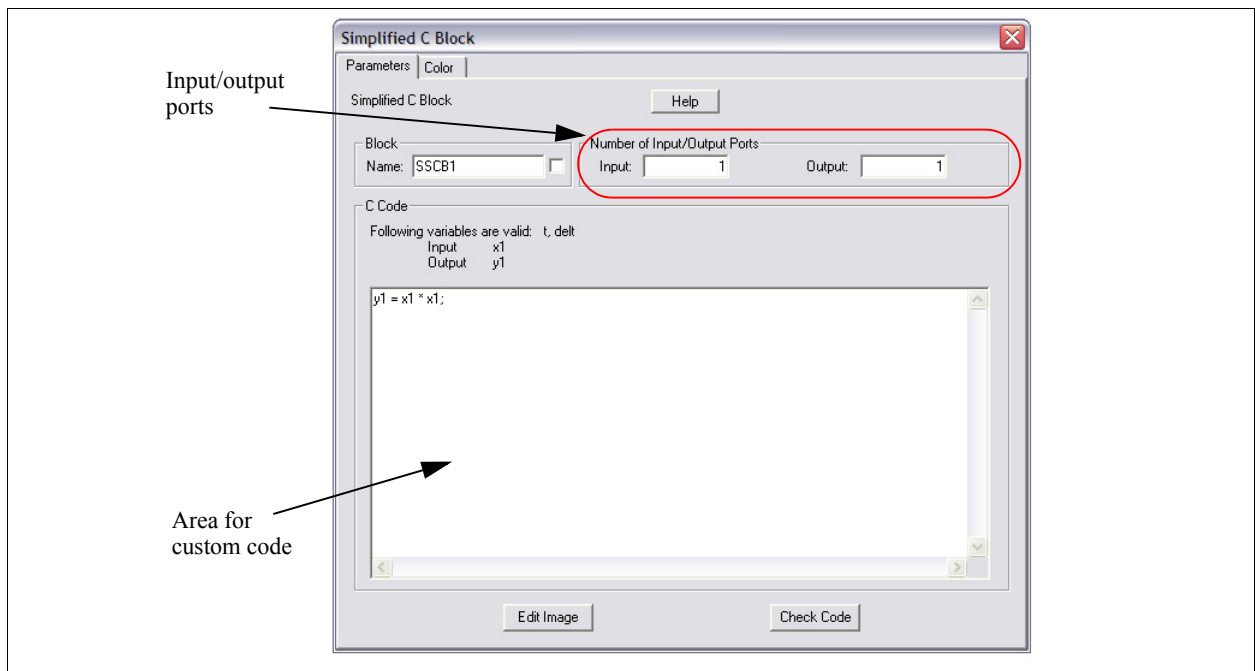 Simplified C Block
Parameters Color
Input/output
ports
Simplified C Block Help
Block
Name: SSCB1
Number of Input/Output Ports
Input: 1 Output: 1
C Code
Following variables are valid: t, delt
Input x1
Output y1
y1 = x1 * x1;
Area for
custom code
Edit Image Check Code